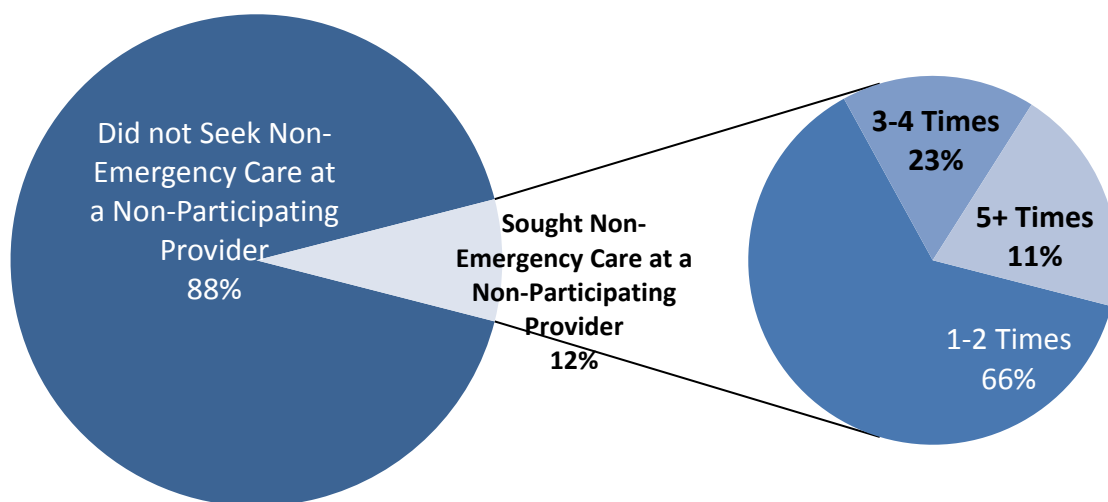 Did not Seek Non-
Emergency Care at
a Non-Participating
Provider
88%
Sought Non-
Emergency Care at a
Non-Participating
Provider
12%
3-4 Times
23%
5+ Times
11%
1-2 Times
66%